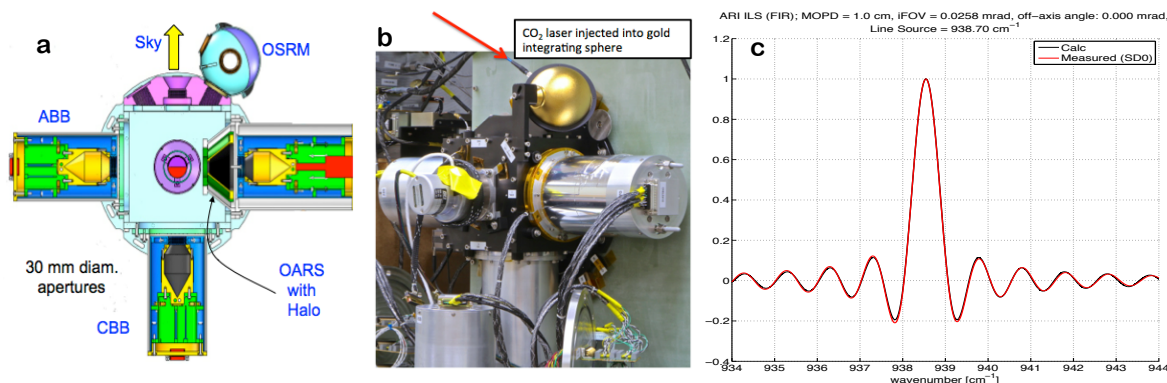 a
Sky
OSRM
ABB
30 mm diam.
apertures
OARS
with
Halo
CBB
b
CO₂ laser injected into gold
integrating sphere
ARI ILS (FIR); MOPD = 1.0 cm, iFOV = 0.0258 mrad, off-axis angle: 0.000 mrad,
Line Source = 938.70 cm⁻¹
c
Calc
Measured (SD0)
1
0.8
0.6
0.4
0.2
0
-0.2
-0.4
934 935 936 937 938 939 940 941 942 943 944
wavenumber [cm⁻¹]